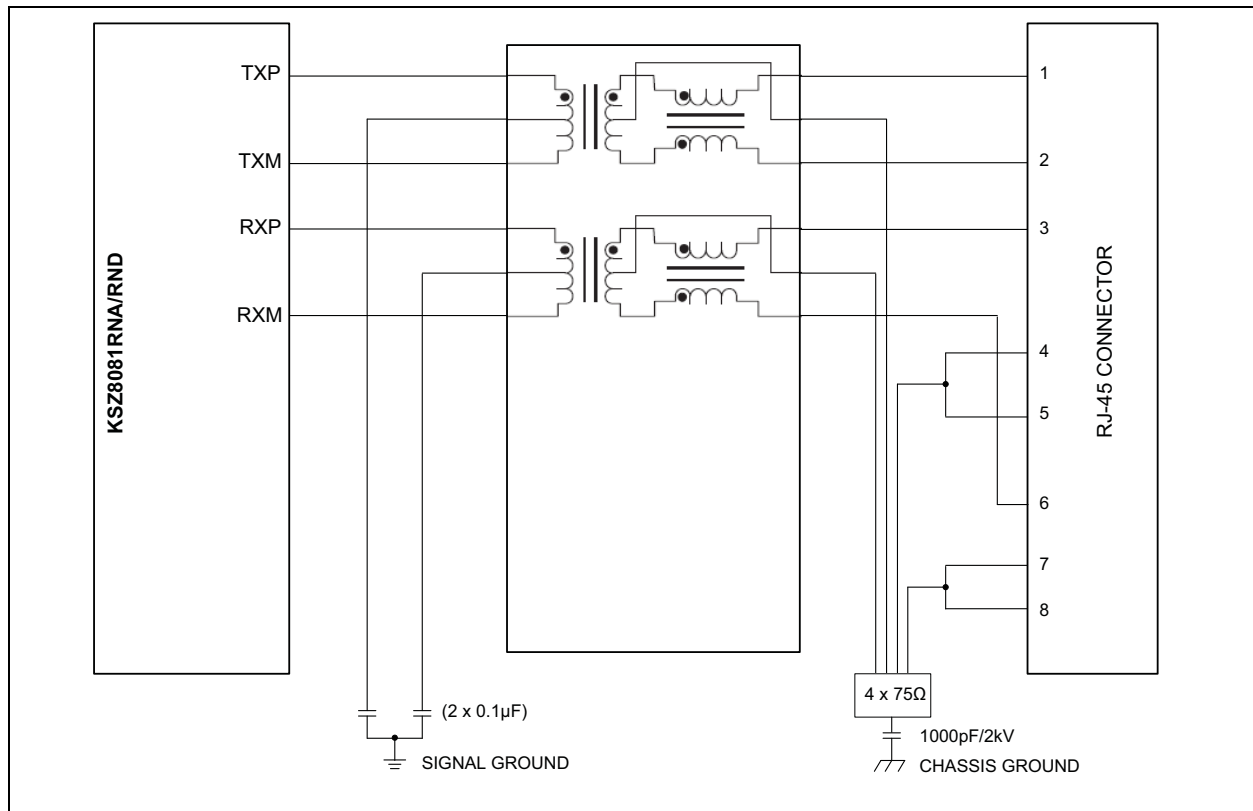 KSZ8081RNA/RND
TXP
TXM
RXP
RXM
1
2
3
4
5
6
7
8
RJ-45 CONNECTOR
(2 x 0.1µF)
SIGNAL GROUND
4 x 75Ω
1000pF/2kV
CHASSIS GROUND